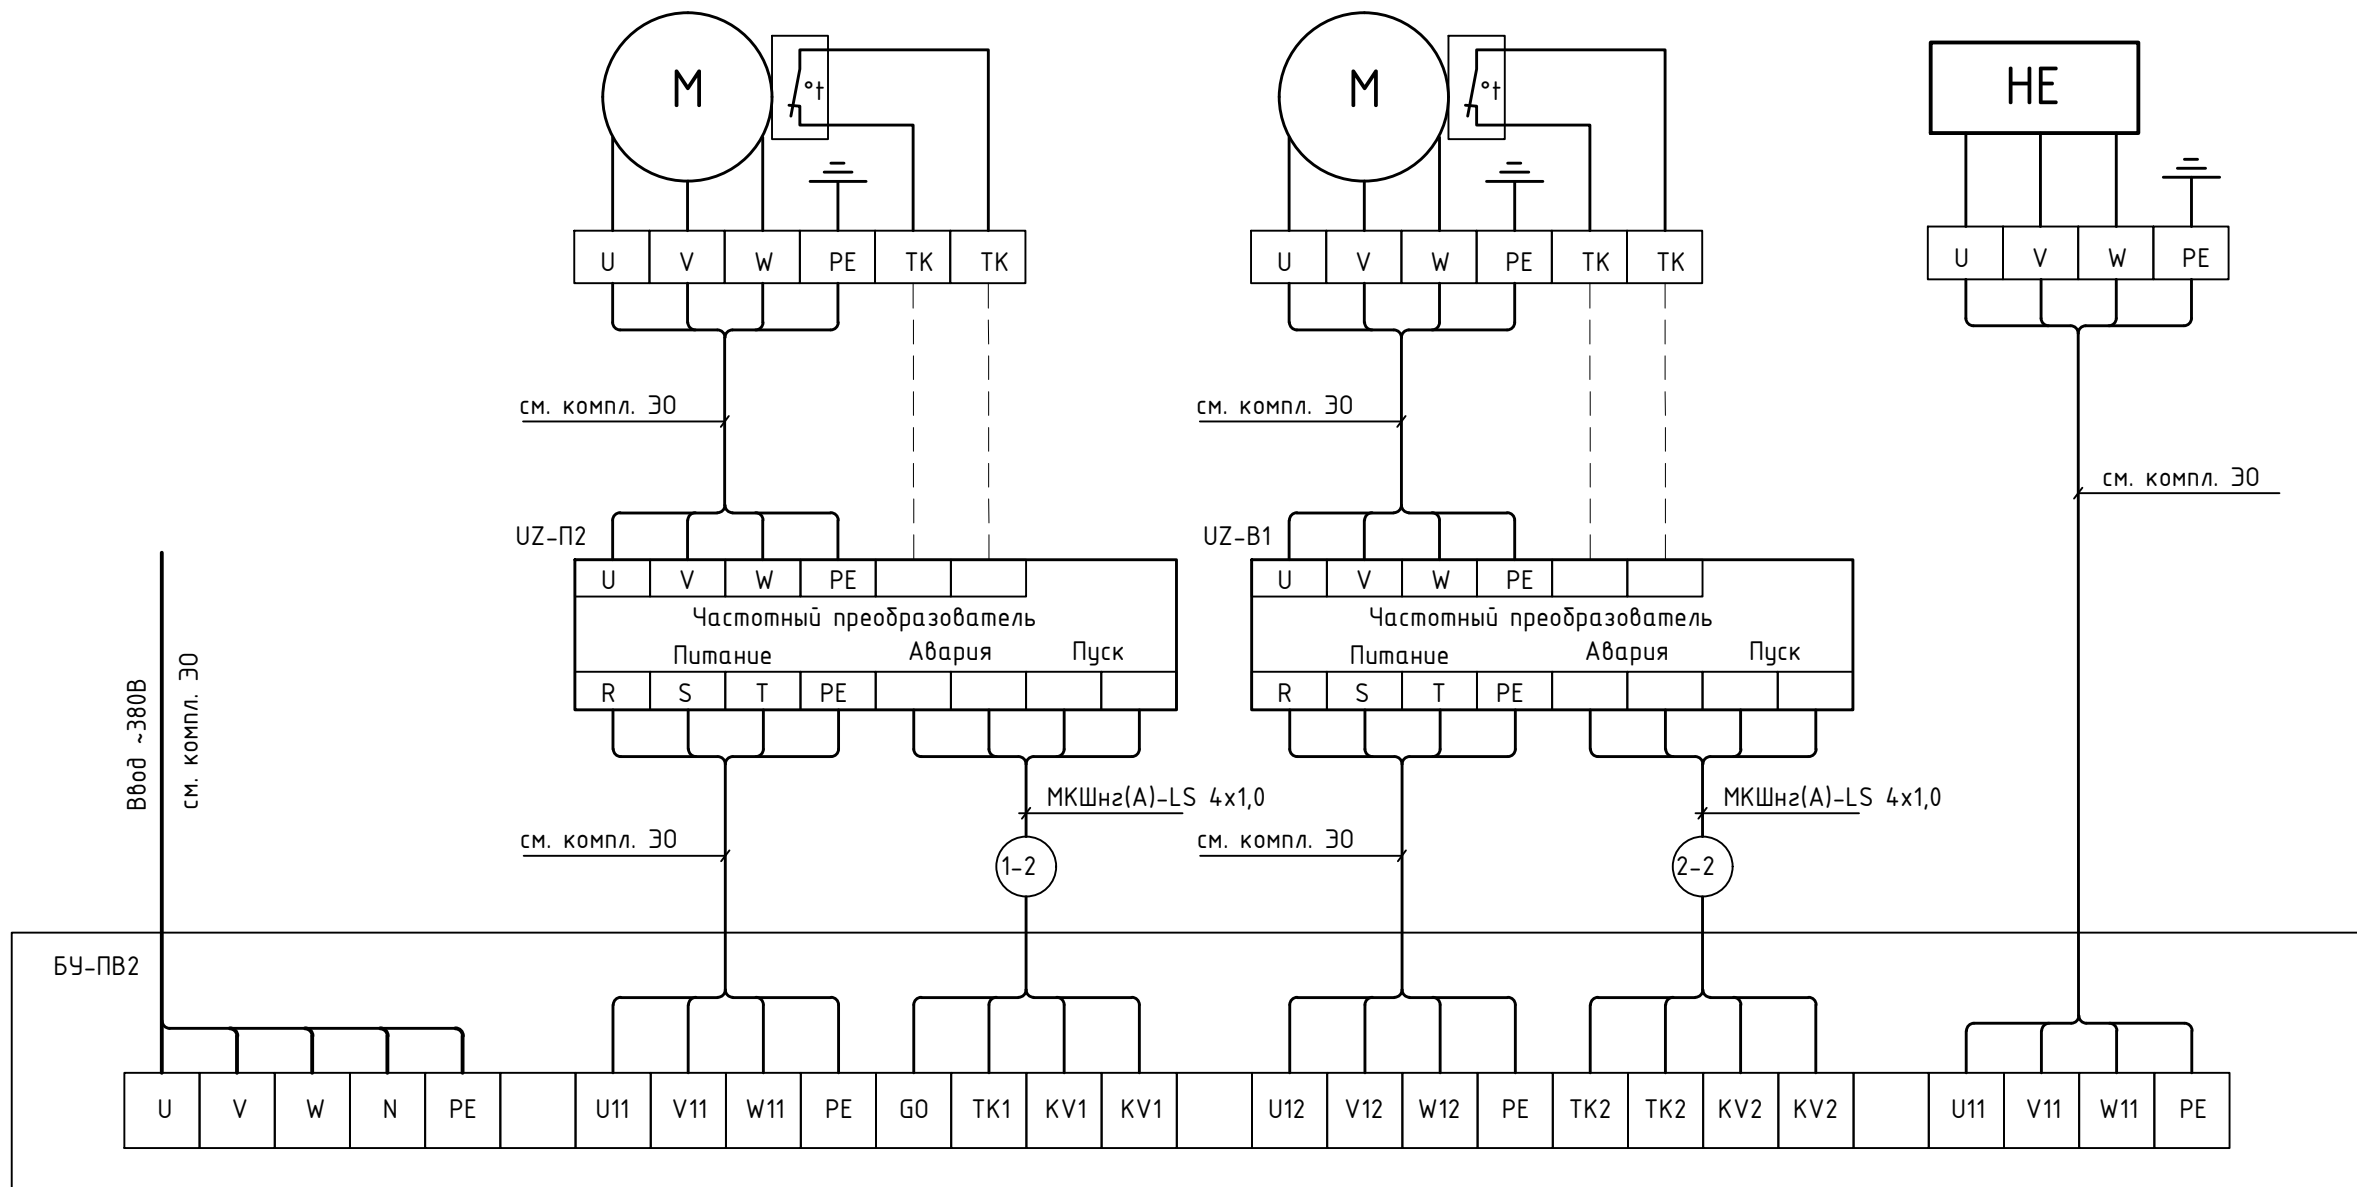 M
°t
M
°t
HE
U V W PE TK TK
U V W PE TK TK
U V W PE
см. компл. ЭО
см. компл. ЭО
см. компл. ЭО
UZ-П2
UZ-В1
U V W PE
U V W PE
Частотный преобразователь
Частотный преобразователь
Питание Авария Пуск
Питание Авария Пуск
R S T PE
R S T PE
Ввод ~380В
см. компл. ЭО
МКШнг(А)-LS 4х1,0
МКШнг(А)-LS 4х1,0
см. компл. ЭО
см. компл. ЭО
1-2
2-2
БУ-ПВ2
U V W N PE U11 V11 W11 PE GO TK1 KV1 KV1 U12 V12 W12 PE TK2 TK2 KV2 KV2 U11 V11 W11 PE